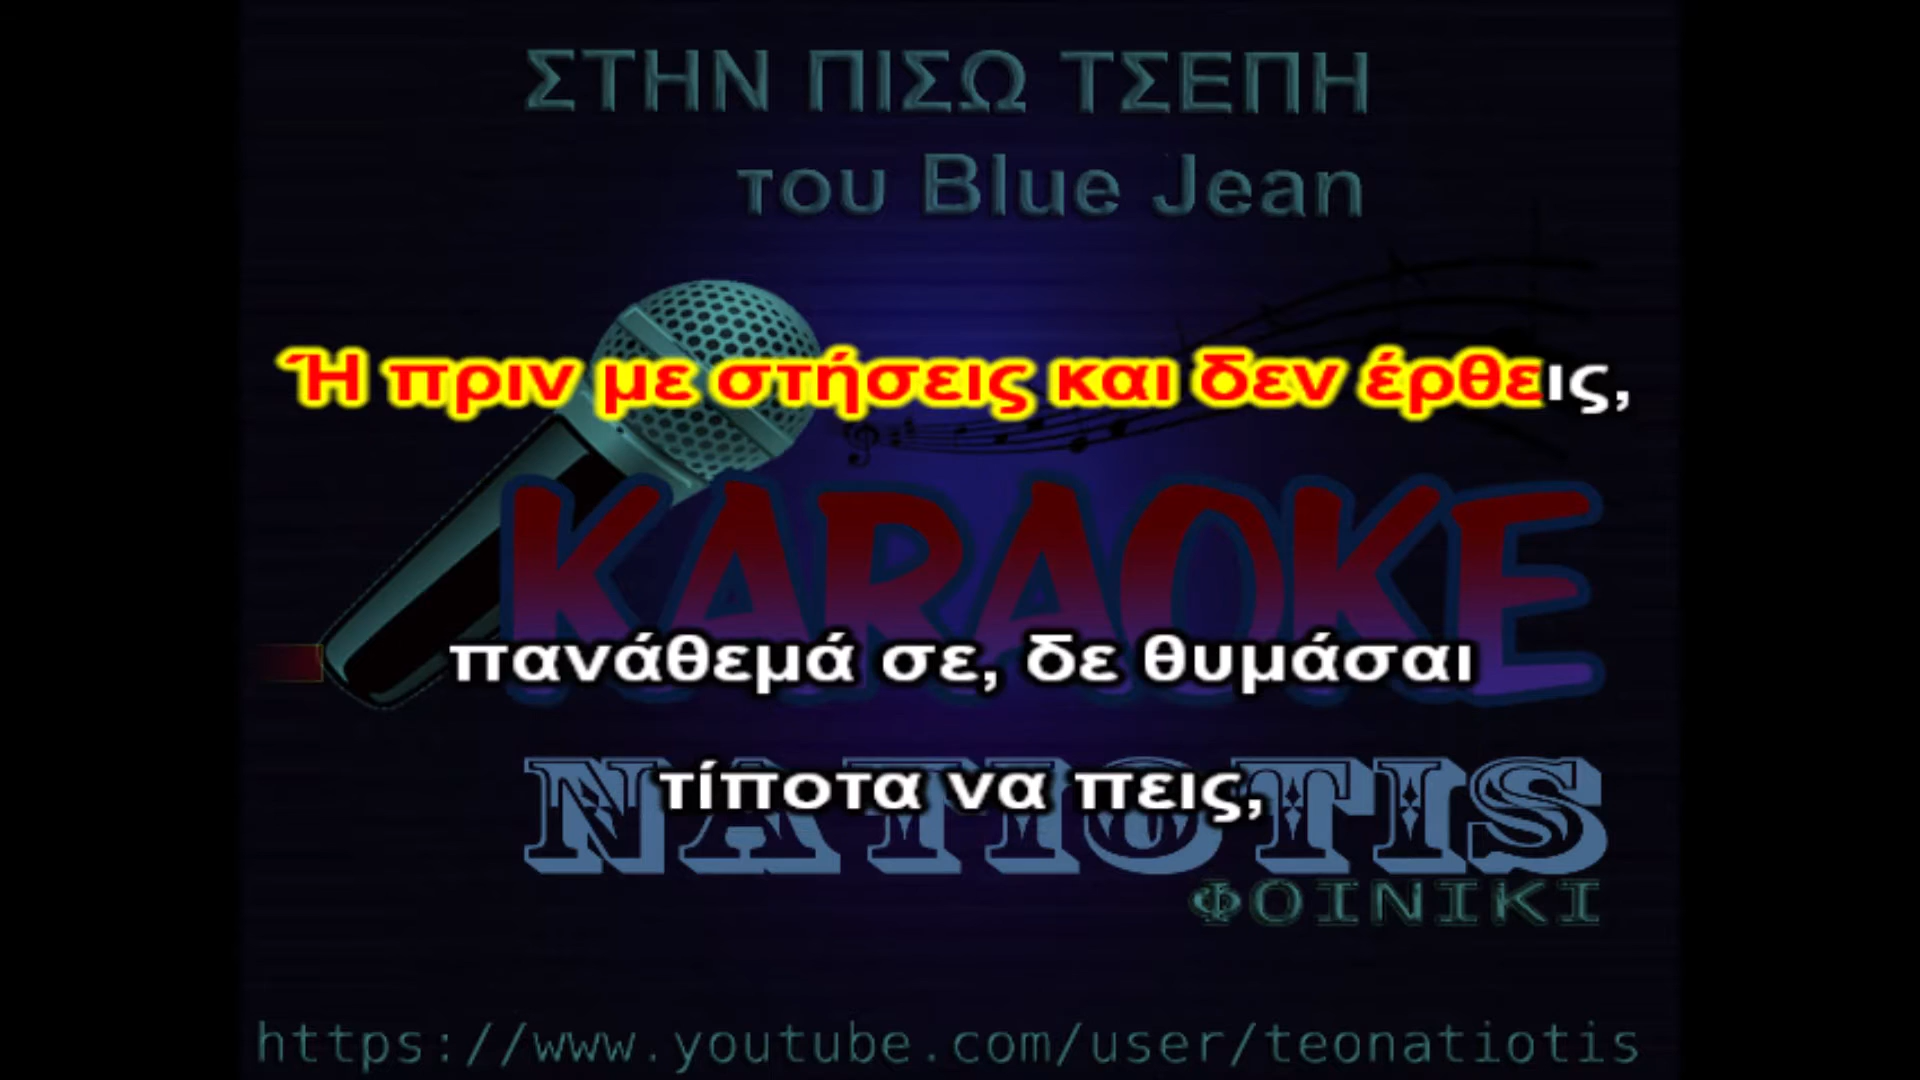 ΣΤΗΝ ΠΙΣΩ ΤΣΕΠΗ
του Blue Jean
Ή πριν με στήσεις και δεν έρθεις,
KARAOKE
πανάθεμά σε, δε θυμάσαι
τίποτα να πεις,
NATIOTIS
ΦΟΙΝΙΚΙ
https://www.youtube.com/user/teonatiotis